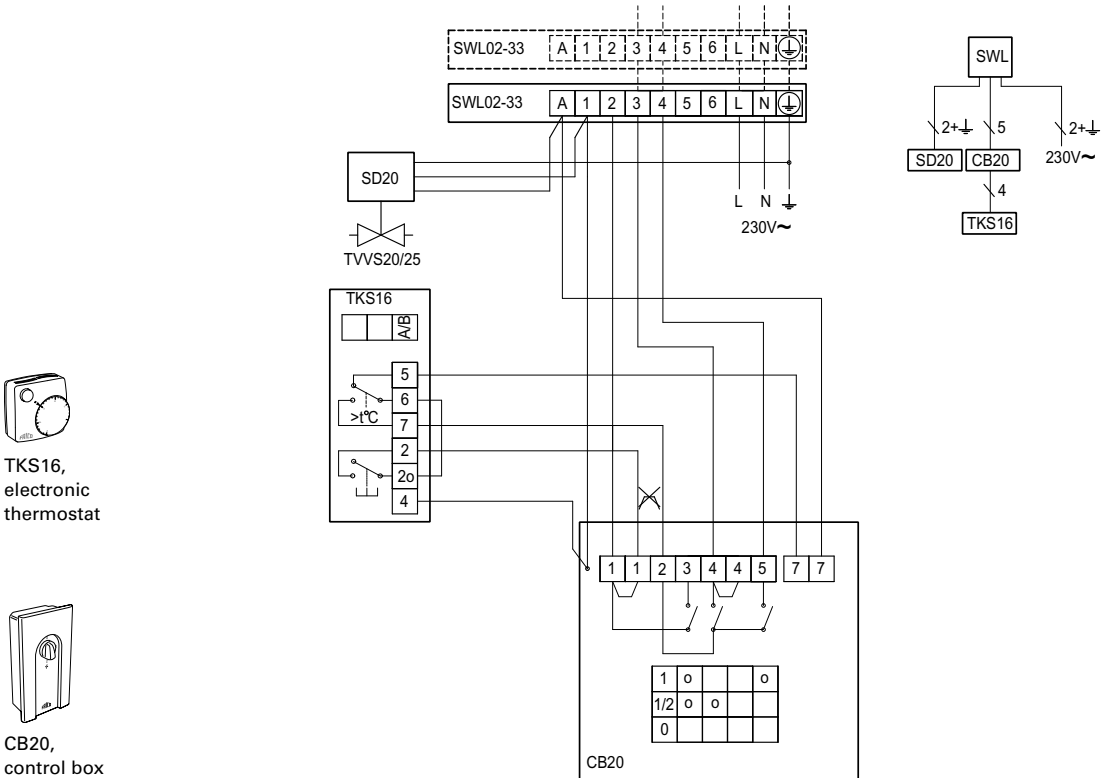 SWL02-33 A 1 2 3 4 5 6 L N
SWL02-33 A 1 2 3 4 5 6 L N
SWL
2+ 5 2+
SD20 CB20 230V~
4
TKS16
SD20
L N
230V~
TVVS20/25
TKS16
A/B
5
6
>t°C
7
2
2o
4
TKS16,
electronic
thermostat
1 1 2 3 4 4 5 7 7
1 o o
1/2 o o
0
CB20
CB20,
control box